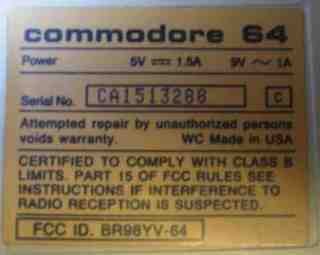 commodore 64
Power 5V ⎓ 1.5A 9V ~ 1A
Serial No. CA1513286 C
Attempted repair by unauthorized persons
voids warranty. WC Made in USA
CERTIFIED TO COMPLY WITH CLASS B
LIMITS. PART 15 OF FCC RULES SEE
INSTRUCTIONS IF INTERFERENCE TO
RADIO RECEPTION IS SUSPECTED.
FCC ID. BR98YV-64